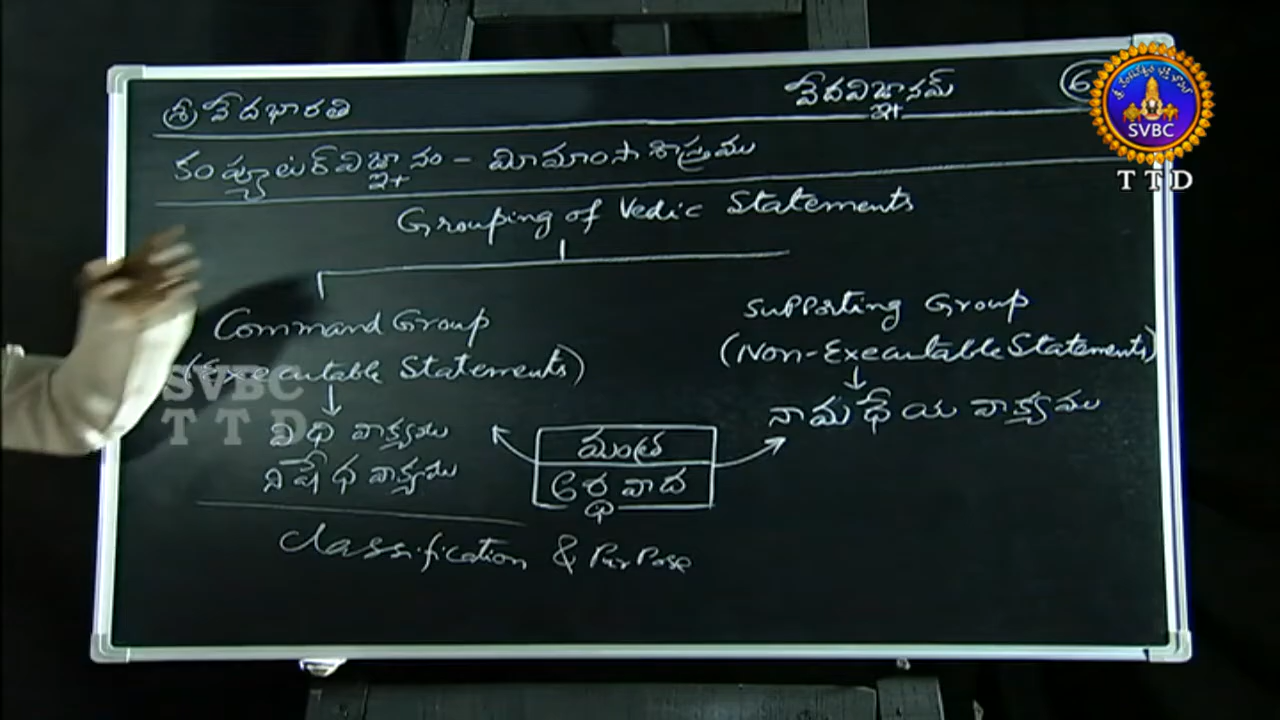 శ్రీ వేదభారతి
వేదవిజ్ఞానమ్
కంప్యూటర్ విజ్ఞానం - మీమాంసా శాస్త్రము
Grouping of Vedic Statements
Command Group
(Executable Statements)
విధి వాక్యము
నిషేధ వాక్యము
Supporting Group
(Non-Executable Statements)
నామధేయ వాక్యము
మంత్ర
అర్థవాద
Classification & Purpose
SVBC
TTD
SVBC
TTD